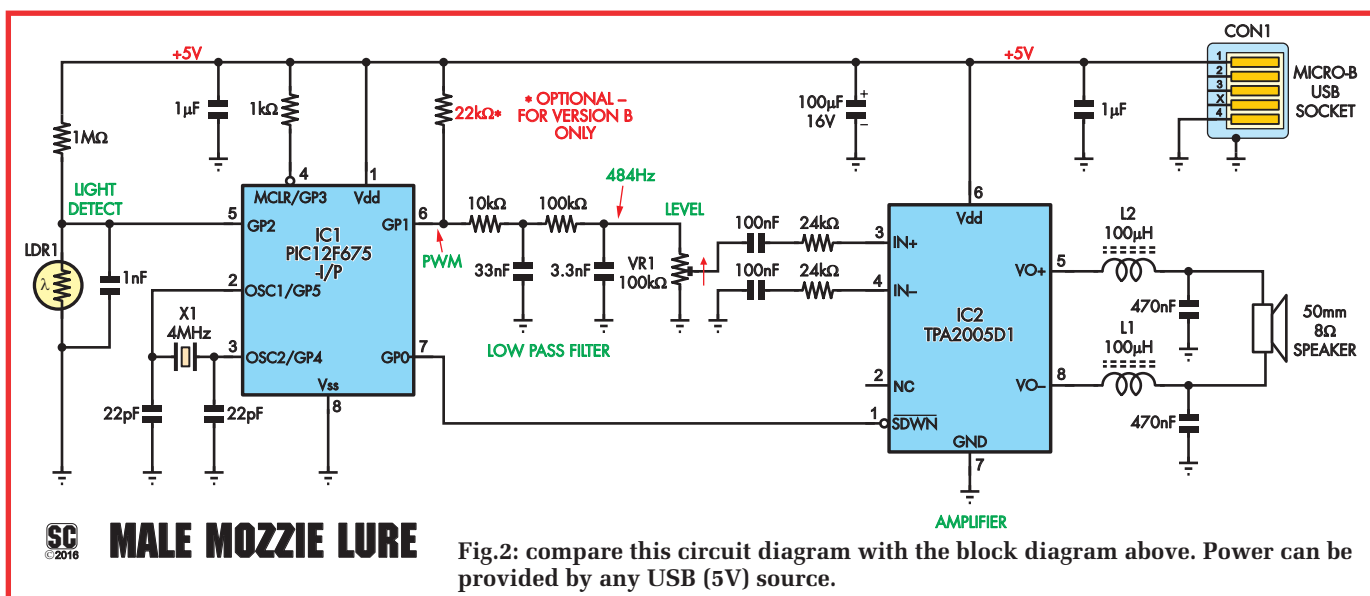 CON1
+5V
+5V
1
2
3
X
4
MICRO-B
USB
SOCKET
1µF
1kΩ
22kΩ*
* OPTIONAL –
FOR VERSION B
ONLY
100µF
16V
+
–
1µF
1MΩ
LIGHT
DETECT
4
1
MCLR/GP3
Vdd
5
GP2
GP1
6
IC1
PIC12F675
-I/P
PWM
10kΩ
100kΩ
484Hz
LEVEL
33nF
3.3nF
VR1
100kΩ
LOW PASS FILTER
100nF
24kΩ
100nF
24kΩ
6
Vdd
3
IN+
4
IN–
VO+
5
IC2
TPA2005D1
L2
100µH
470nF
50mm
8Ω
SPEAKER
L1
100µH
VO–
8
470nF
LDR1
λ
1nF
2
OSC1/GP5
X1
4MHz
3
OSC2/GP4
GP0
7
Vss
8
22pF
22pF
2
NC
1
SDWN
GND
7
AMPLIFIER
SC
©2016
MALE MOZZIE LURE
Fig.2: compare this circuit diagram with the block diagram above. Power can be
provided by any USB (5V) source.